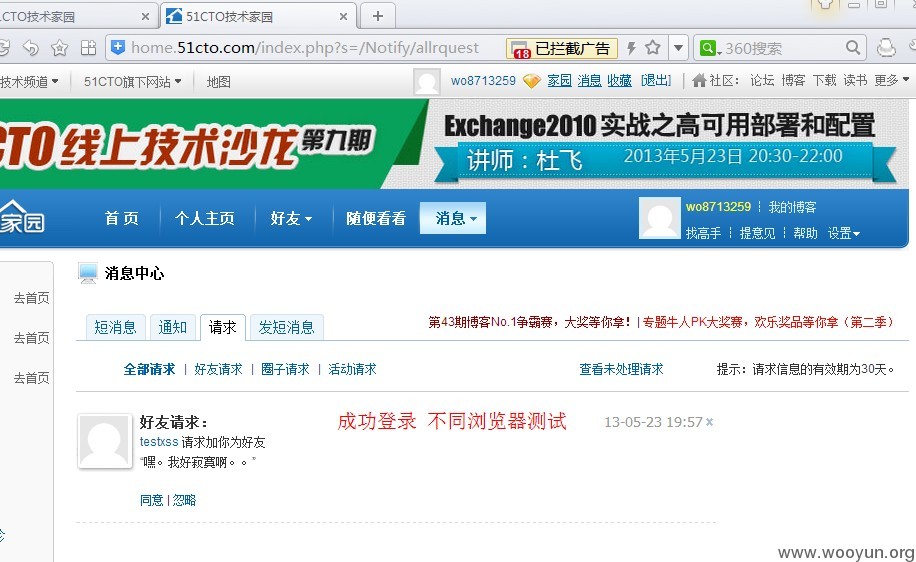 1CTO技术家园 × 51CTO技术家园 ×
home.51cto.com/index.php?s=/Notify/allrquest 18 已拦截广告 360搜索
技术频道 51CTO旗下网站 地图 wo8713259 家园 消息 收藏 [退出] 社区: 论坛 博客 下载 读书 更多
CTO 线上技术沙龙 第九期
Exchange2010 实战之高可用部署和配置
讲师:杜飞 2013年5月23日 20:30-22:00
家园 首页 个人主页 好友 随便看看 消息
wo8713259 我的博客
找高手 提意见 帮助 设置
去首页
去首页
去首页
消息中心
短消息 通知 请求 发短消息
第43期博客No.1争霸赛,大奖等你拿! | 专题牛人PK大奖赛,欢乐奖品等你拿(第二季)
全部请求 | 好友请求 | 圈子请求 | 活动请求 查看未处理请求 提示:请求信息的有效期为30天。
好友请求: 成功登录 不同浏览器测试 13-05-23 19:57 ×
testxss 请求加你为好友
“嘿。我好寂寞啊。。”
同意 | 忽略
www.wooyun.org